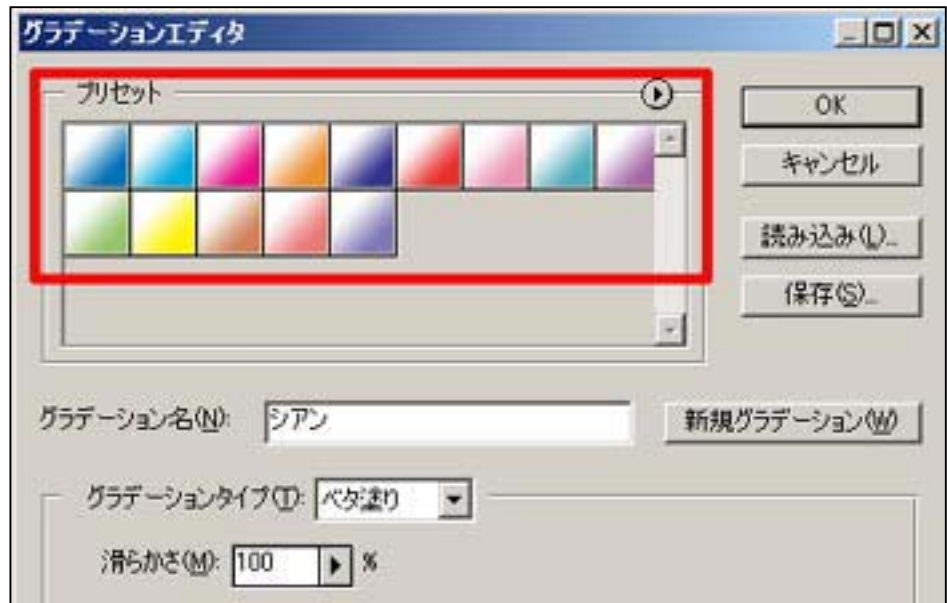 グラデーションエディタ
プリセット
OK
キャンセル
読み込み(L)...
保存(S)...
グラデーション名(N): シアン
新規グラデーション(W)
グラデーションタイプ(T): ベタ塗り
滑らかさ(M): 100 %